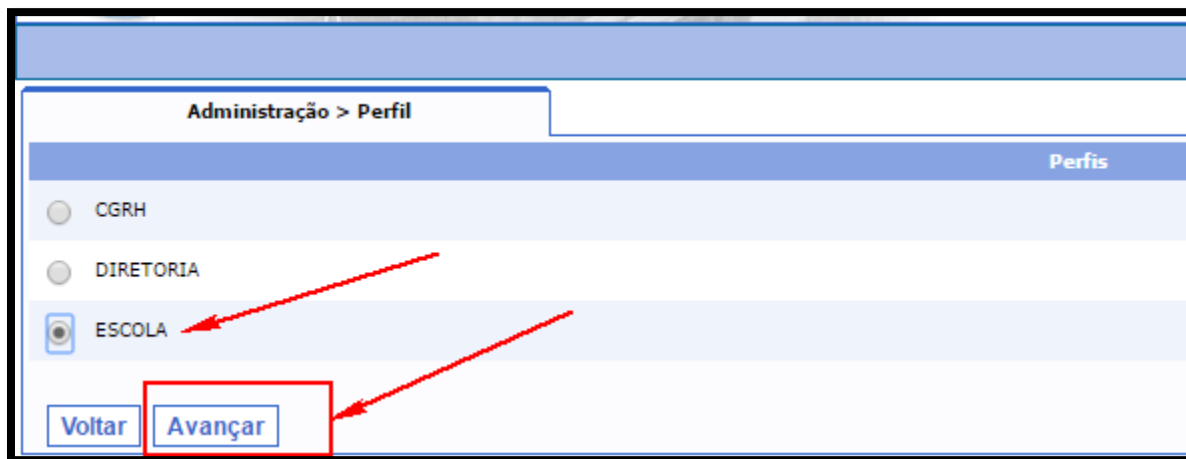 Administração > Perfil
Perfis
CGRH
DIRETORIA
ESCOLA
Voltar Avançar